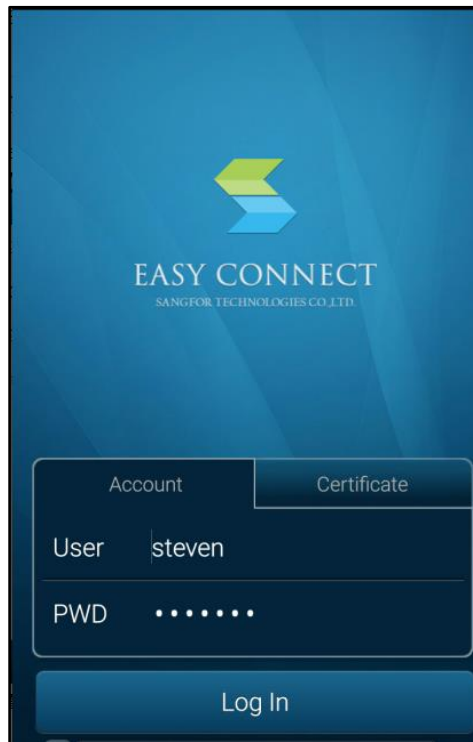 EASY CONNECT
SANGFOR TECHNOLOGIES CO.,LTD.
Account Certificate
User steven
PWD •••••••
Log In